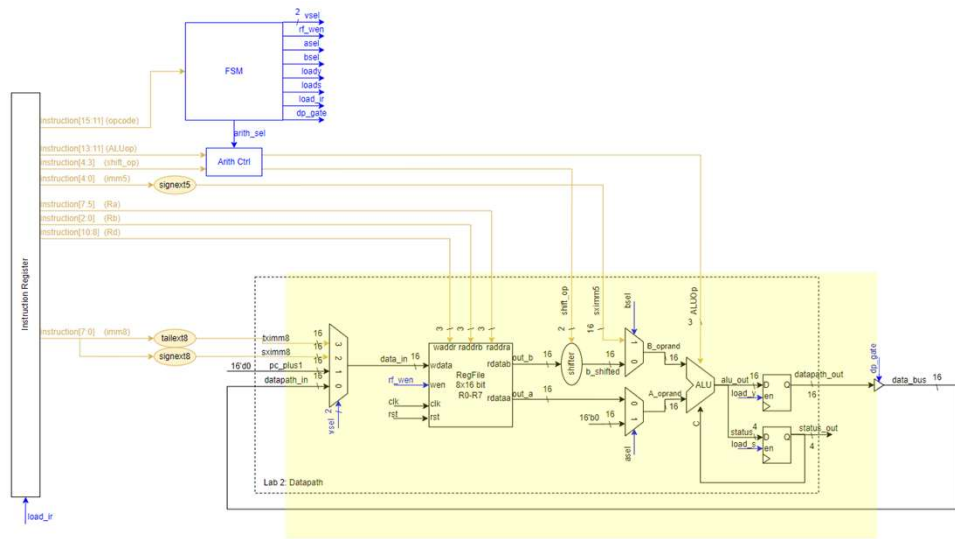 2
vsel
rf_wen
asel
bsel
loady
loads
load_ir
dp_gate
FSM
arith_sel
Arith Ctrl
Instruction Register
instruction[15:11] (opcode)
instruction[13:11] (ALUop)
instruction[4:3] (shift_op)
instruction[4:0] (imm5)
signext5
instruction[7:5] (Ra)
instruction[2:0] (Rb)
instruction[10:8] (Rd)
instruction[7:0] (imm8)
tailext8
signext8
load_ir
tximm8
sximm8
pc_plus1
datapath_in
16'd0
16
16
16
16
3
2
1
0
vsel
2
data_in
16
rf_wen
clk
rst
3
3
3
waddr raddrb raddra
wdata
wen
clk
rst
rdatab
rdataa
RegFile
8x16 bit
R0-R7
out_b
16
out_a
16
shift_op
2
shifter
16
b_shifted
sximm5
16
bsel
1
0
B_oprand
16
16'b0
16
0
1
asel
A_oprand
16
ALUOp
3
ALU
C
alu_out
16
load_y
D Q
en
datapath_out
16
status
4
load_s
D Q
en
status_out
4
dp_gate
data_bus
16
Lab 2: Datapath